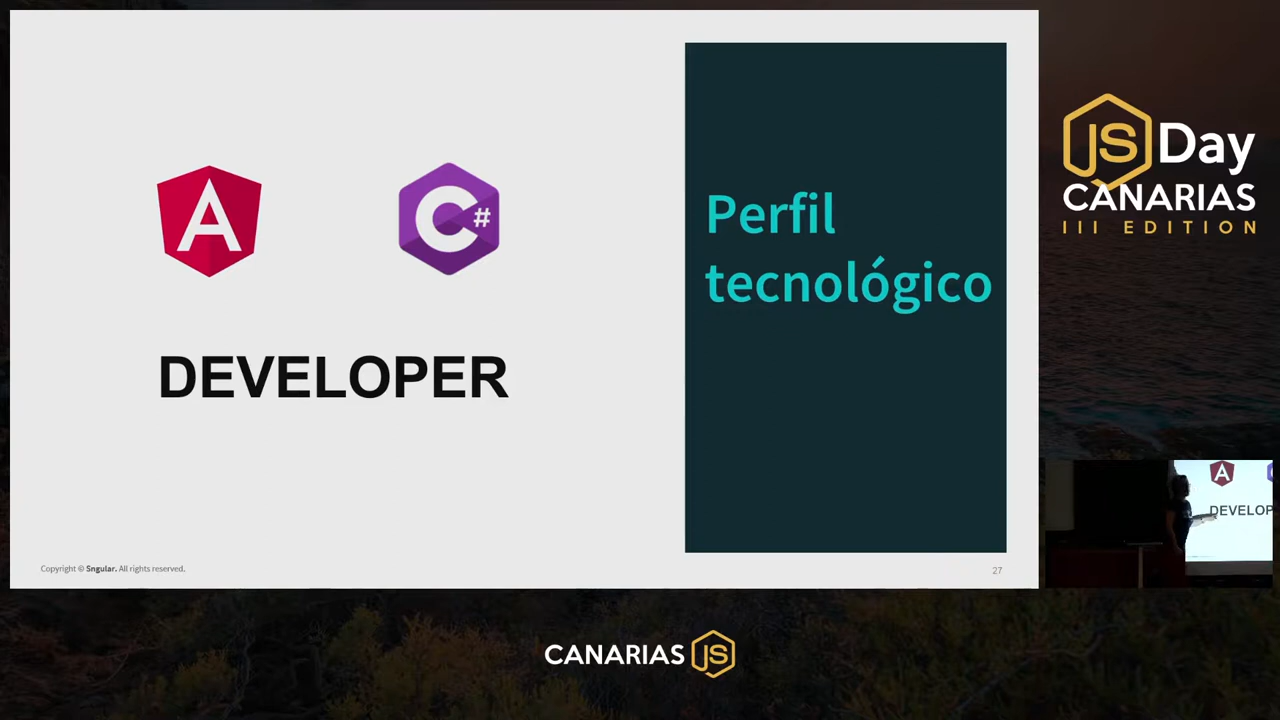 A
C#
DEVELOPER
Perfil
tecnológico
Copyright © Sngular. All rights reserved.
27
JS Day
CANARIAS
III EDITION
A
DEVELOP
CANARIAS JS